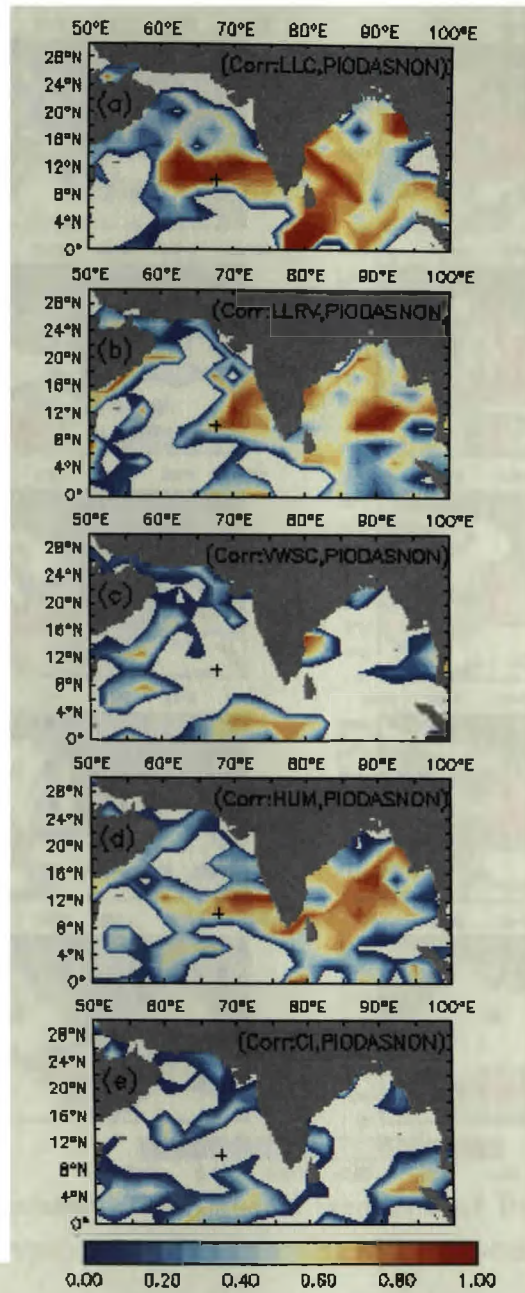 50°E 60°E 70°E 80°E 90°E 100°E
28°N
24°N
20°N
16°N
12°N
8°N
4°N
0°
(a)
(Corr:LLC,PIODASNON)
50°E 60°E 70°E 80°E 90°E 100°E
28°N
24°N
20°N
16°N
12°N
8°N
4°N
0°
(b)
(Corr:LLRV,PIODASNON)
50°E 60°E 70°E 80°E 90°E 100°E
28°N
24°N
20°N
16°N
12°N
8°N
4°N
0°
(c)
(Corr:VWSC,PIODASNON)
50°E 60°E 70°E 80°E 90°E 100°E
28°N
24°N
20°N
16°N
12°N
8°N
4°N
0°
(d)
(Corr:HUM,PIODASNON)
50°E 60°E 70°E 80°E 90°E 100°E
28°N
24°N
20°N
16°N
12°N
8°N
4°N
0°
(e)
(Corr:CI,PIODASNON)
0.00 0.20 0.40 0.60 0.80 1.00